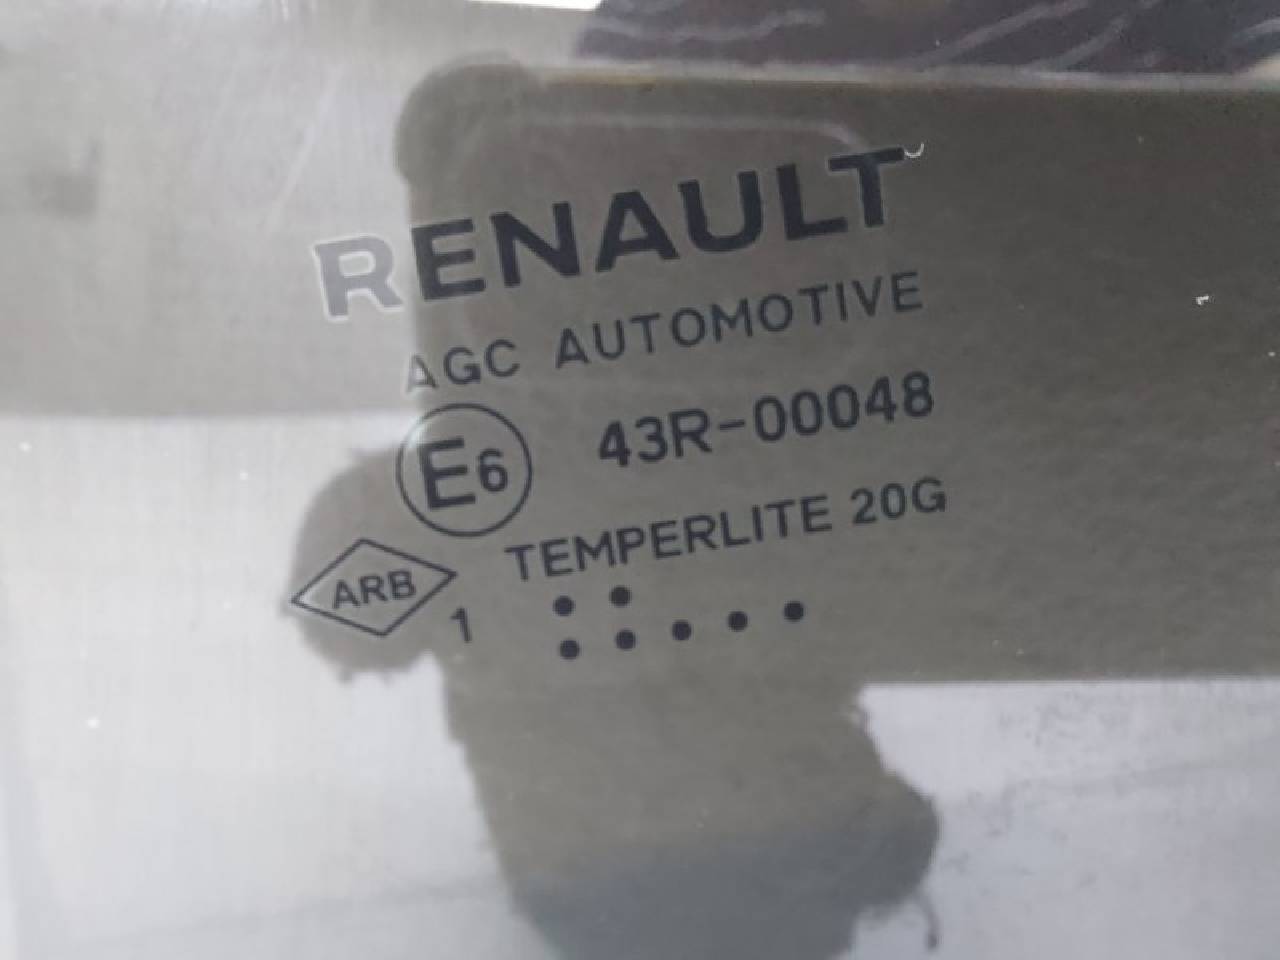 RENAULT
AGC AUTOMOTIVE
E6 43R-00048
TEMPERLITE 20G
ARB 1